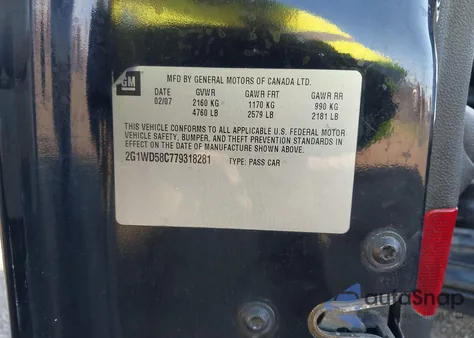 GM
MFD BY GENERAL MOTORS OF CANADA LTD.
DATE GVWR GAWR FRT GAWR RR
02/07 2160 KG 1170 KG 990 KG
4760 LB 2579 LB 2181 LB
THIS VEHICLE CONFORMS TO ALL APPLICABLE U.S. FEDERAL MOTOR
VEHICLE SAFETY, BUMPER, AND THEFT PREVENTION STANDARDS IN
EFFECT ON THE DATE OF MANUFACTURE SHOWN ABOVE.
2G1WD58C779318281 TYPE: PASS CAR
autoSnap